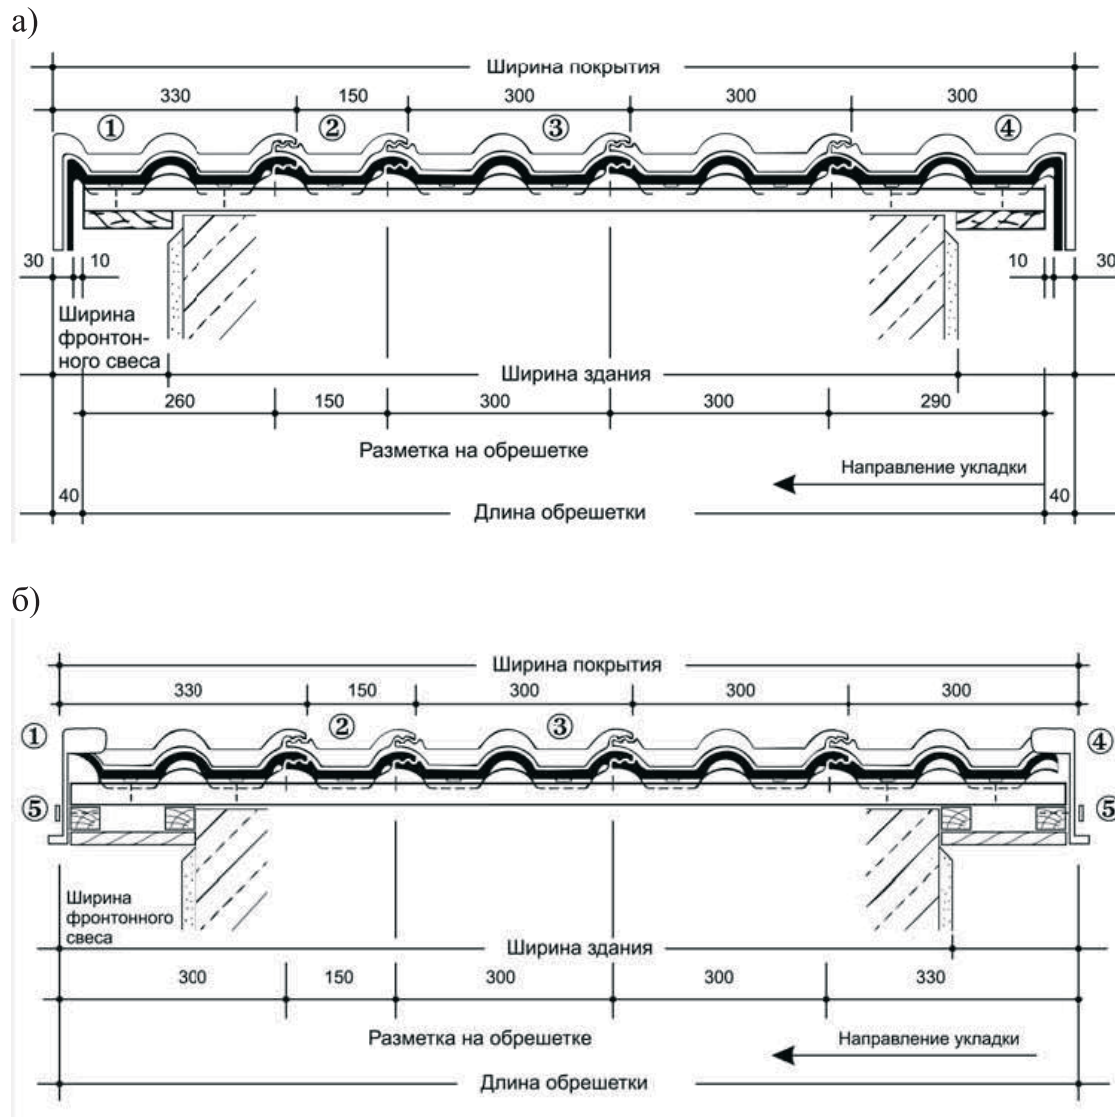 а)
Ширина покрытия
330 150 300 300 300
① ② ③ ④
30 10 10 30
Ширина
фронтон-
ного свеса
Ширина здания
260 150 300 300 290
Разметка на обрешетке
Направление укладки
40 40
Длина обрешетки
б)
Ширина покрытия
330 150 300 300 300
① ② ③ ④
⑤ ⑤
Ширина
фронтонного
свеса
Ширина здания
300 150 300 300 330
Разметка на обрешетке
Направление укладки
Длина обрешетки